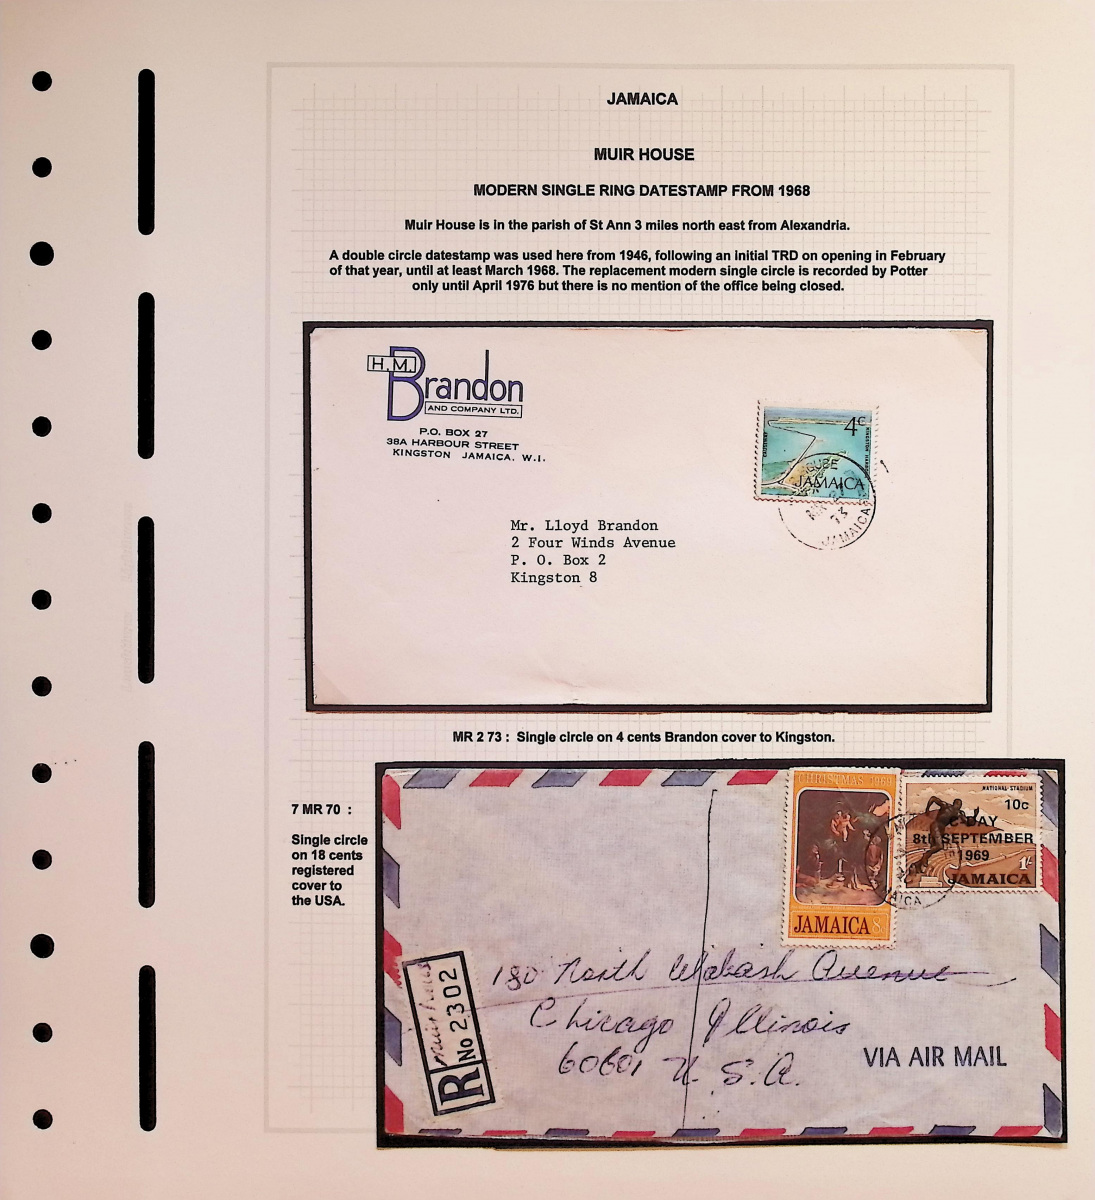 JAMAICA
MUIR HOUSE
MODERN SINGLE RING DATESTAMP FROM 1968
Muir House is in the parish of St Ann 3 miles north east from Alexandria.
A double circle datestamp was used here from 1946, following an initial TRD on opening in February
of that year, until at least March 1968. The replacement modern single circle is recorded by Potter
only until April 1976 but there is no mention of the office being closed.
H.M.
Brandon
AND COMPANY LTD.
P.O. BOX 27
38A HARBOUR STREET
KINGSTON JAMAICA. W.I.
4c
JAMAICA
JAMAICA
Mr. Lloyd Brandon
2 Four Winds Avenue
P. O. Box 2
Kingston 8
MR 2 73 : Single circle on 4 cents Brandon cover to Kingston.
7 MR 70 :
Single circle
on 18 cents
registered
cover to
the USA.
CHRISTMAS 1969
JAMAICA 8c
NATIONAL STADIUM
10c
C-DAY
8th SEPTEMBER
1969
1/-
JAMAICA
R
No 2302
180 North Wabash Avenue
Chicago Illinois
60601 U. S. A.
VIA AIR MAIL